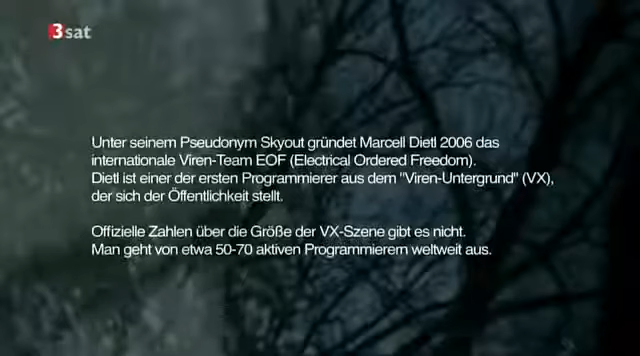 3sat
Unter seinem Pseudonym Skyout gründet Marcell Dietl 2006 das
internationale Viren-Team EOF (Electrical Ordered Freedom).
Dietl ist einer der ersten Programmierer aus dem "Viren-Untergrund" (VX),
der sich der Öffentlichkeit stellt.
Offizielle Zahlen über die Größe der VX-Szene gibt es nicht.
Man geht von etwa 50-70 aktiven Programmierern weltweit aus.